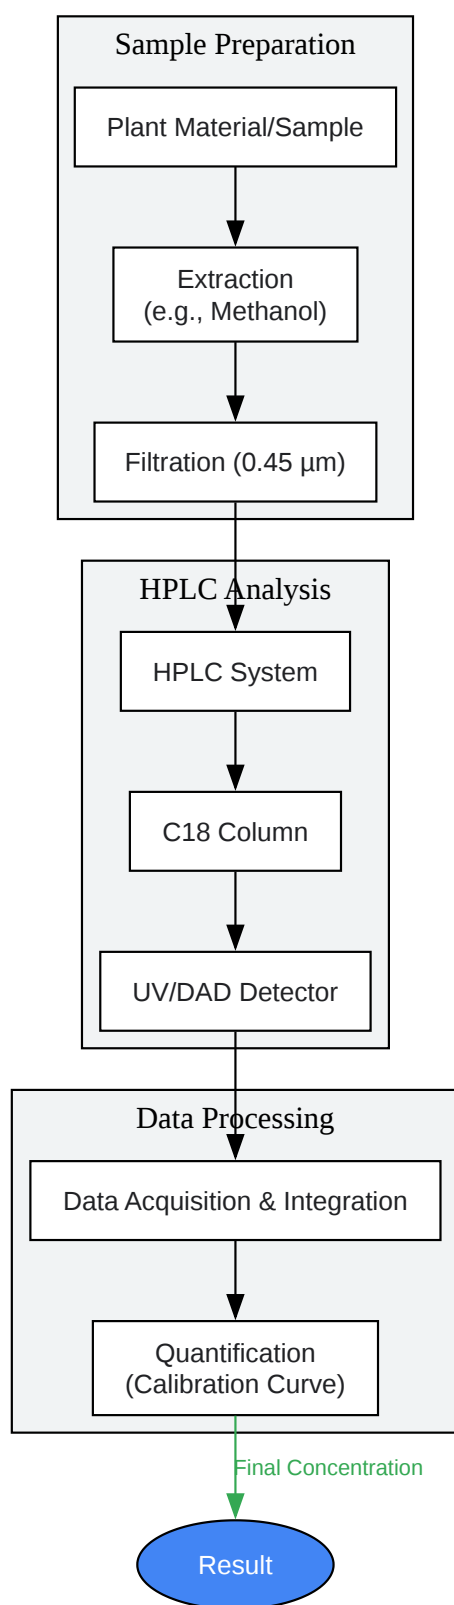 Sample Preparation
Plant Material/Sample
Extraction
(e.g., Methanol)
Filtration (0.45 µm)
HPLC Analysis
HPLC System
C18 Column
UV/DAD Detector
Data Processing
Data Acquisition & Integration
Quantification
(Calibration Curve)
Final Concentration
Result